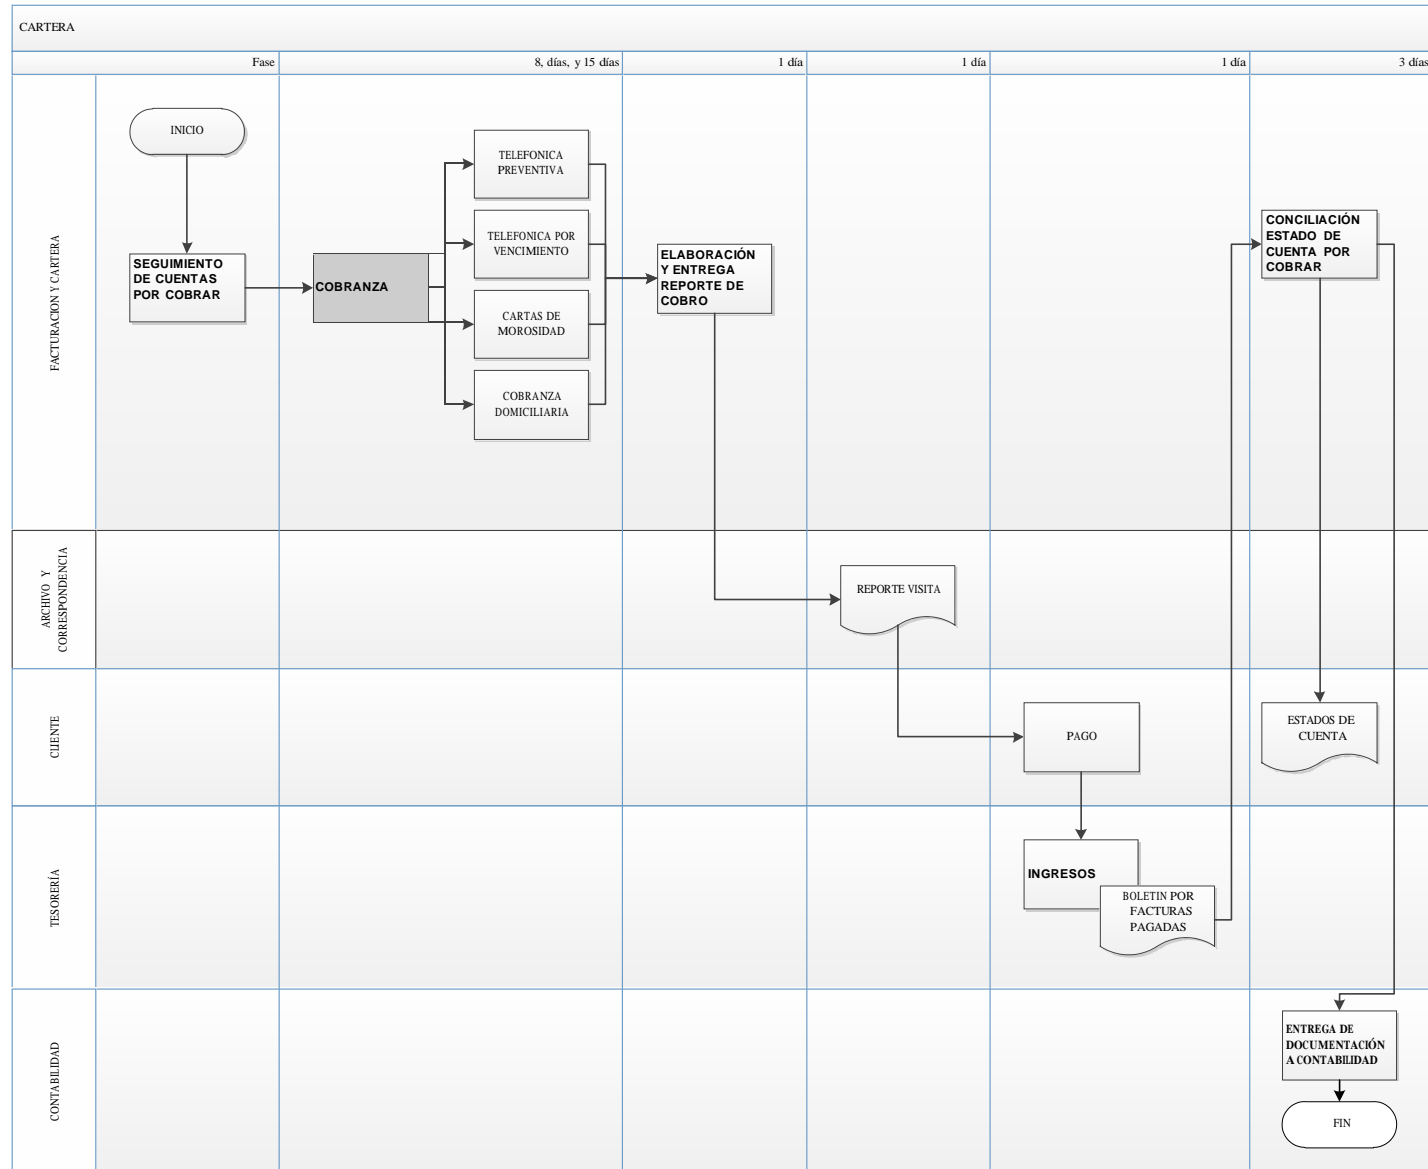 CARTERA
Fase
8, días, y 15 días
1 día
1 día
1 día
3 días
FACTURACION Y CARTERA
INICIO
SEGUIMIENTO
DE CUENTAS
POR COBRAR
COBRANZA
TELEFONICA
PREVENTIVA
TELEFONICA POR
VENCIMIENTO
CARTAS DE
MOROSIDAD
COBRANZA
DOMICILIARIA
ELABORACIÓN
Y ENTREGA
REPORTE DE
COBRO
CONCILIACIÓN
ESTADO DE
CUENTA POR
COBRAR
ARCHIVO Y
CORRESPONDENCIA
REPORTE VISITA
CLIENTE
PAGO
ESTADOS DE
CUENTA
TESORERÍA
INGRESOS
BOLETIN POR
FACTURAS
PAGADAS
CONTABILIDAD
ENTREGA DE
DOCUMENTACIÓN
A CONTABILIDAD
FIN